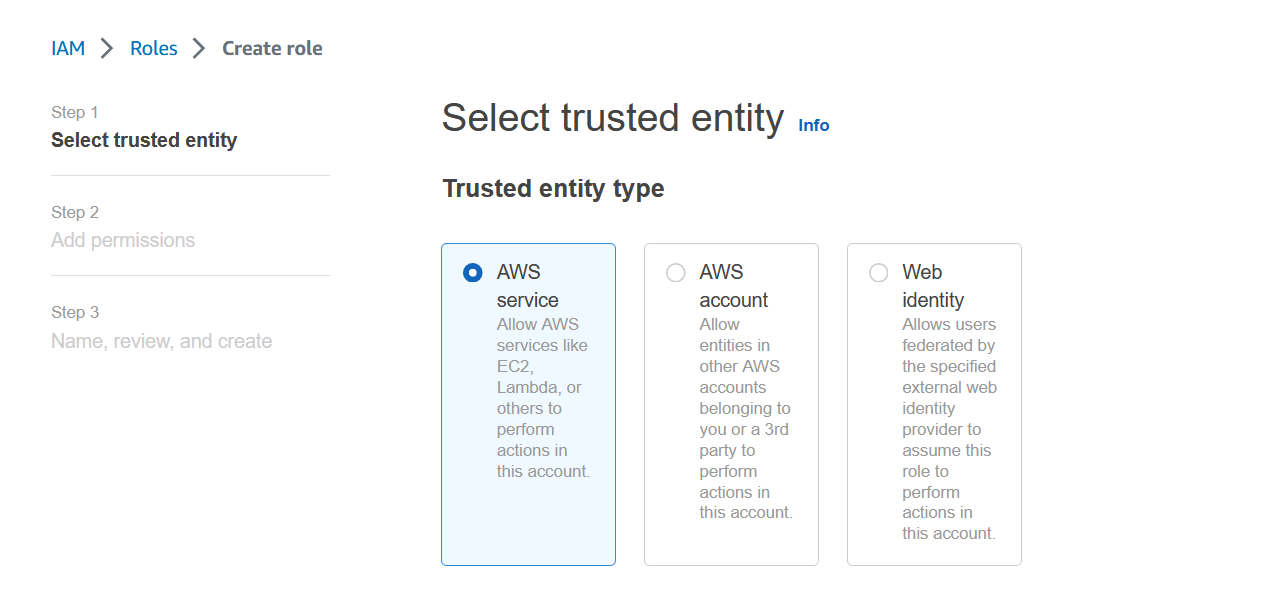 IAM > Roles > Create role
Step 1
Select trusted entity
Step 2
Add permissions
Step 3
Name, review, and create
Select trusted entity Info
Trusted entity type
AWS
service
Allow AWS
services like
EC2,
Lambda, or
others to
perform
actions in
this account.
AWS
account
Allow
entities in
other AWS
accounts
belonging to
you or a 3rd
party to
perform
actions in
this account.
Web
identity
Allows users
federated by
the specified
external web
identity
provider to
assume this
role to
perform
actions in
this account.